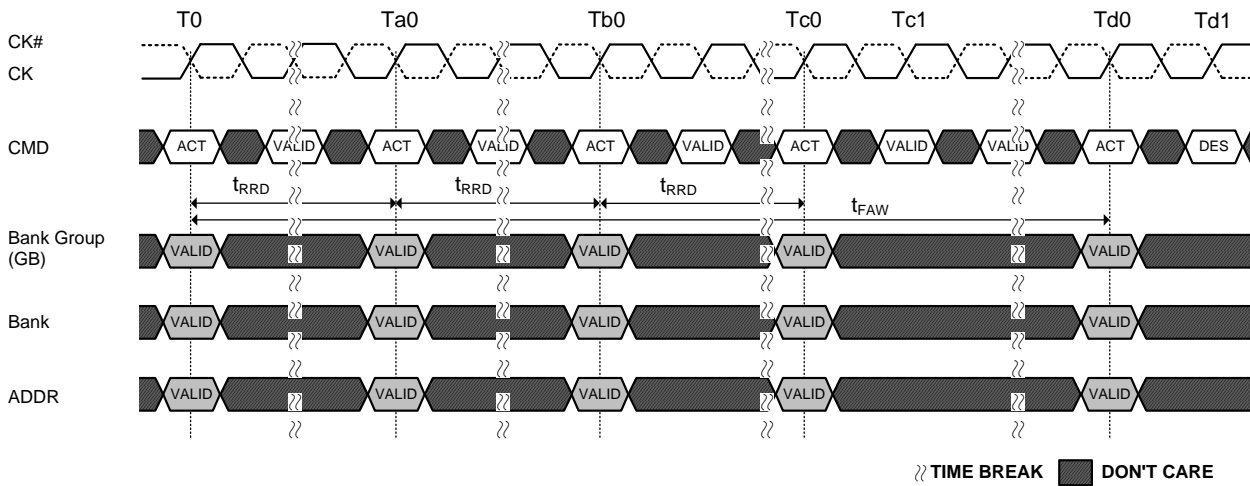 T0 Ta0 Tb0 Tc0 Tc1 Td0 Td1
CK#
CK
CMD ACT VALID ACT VALID ACT VALID ACT VALID VALID ACT DES
tRRD tRRD tRRD
tFAW
Bank Group
(GB)
VALID VALID VALID VALID VALID
Bank VALID VALID VALID VALID VALID
ADDR VALID VALID VALID VALID VALID
TIME BREAK DON'T CARE